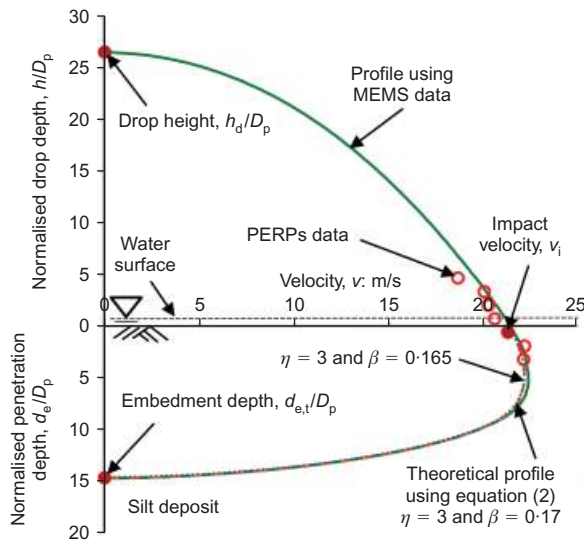 30
25
20
15
10
5
0
5
10
15
20
Normalised drop depth, h/Dp
Normalised penetration
depth, de/Dp
Profile using
MEMS data
Drop height, hd/Dp
PERPs data
Impact
velocity, vi
Water
surface
Velocity, v: m/s
0 5 10 15 20 25
η = 3 and β = 0·165
Embedment depth, de,t/Dp
Theoretical profile
using equation (2)
η = 3 and β = 0·17
Silt deposit